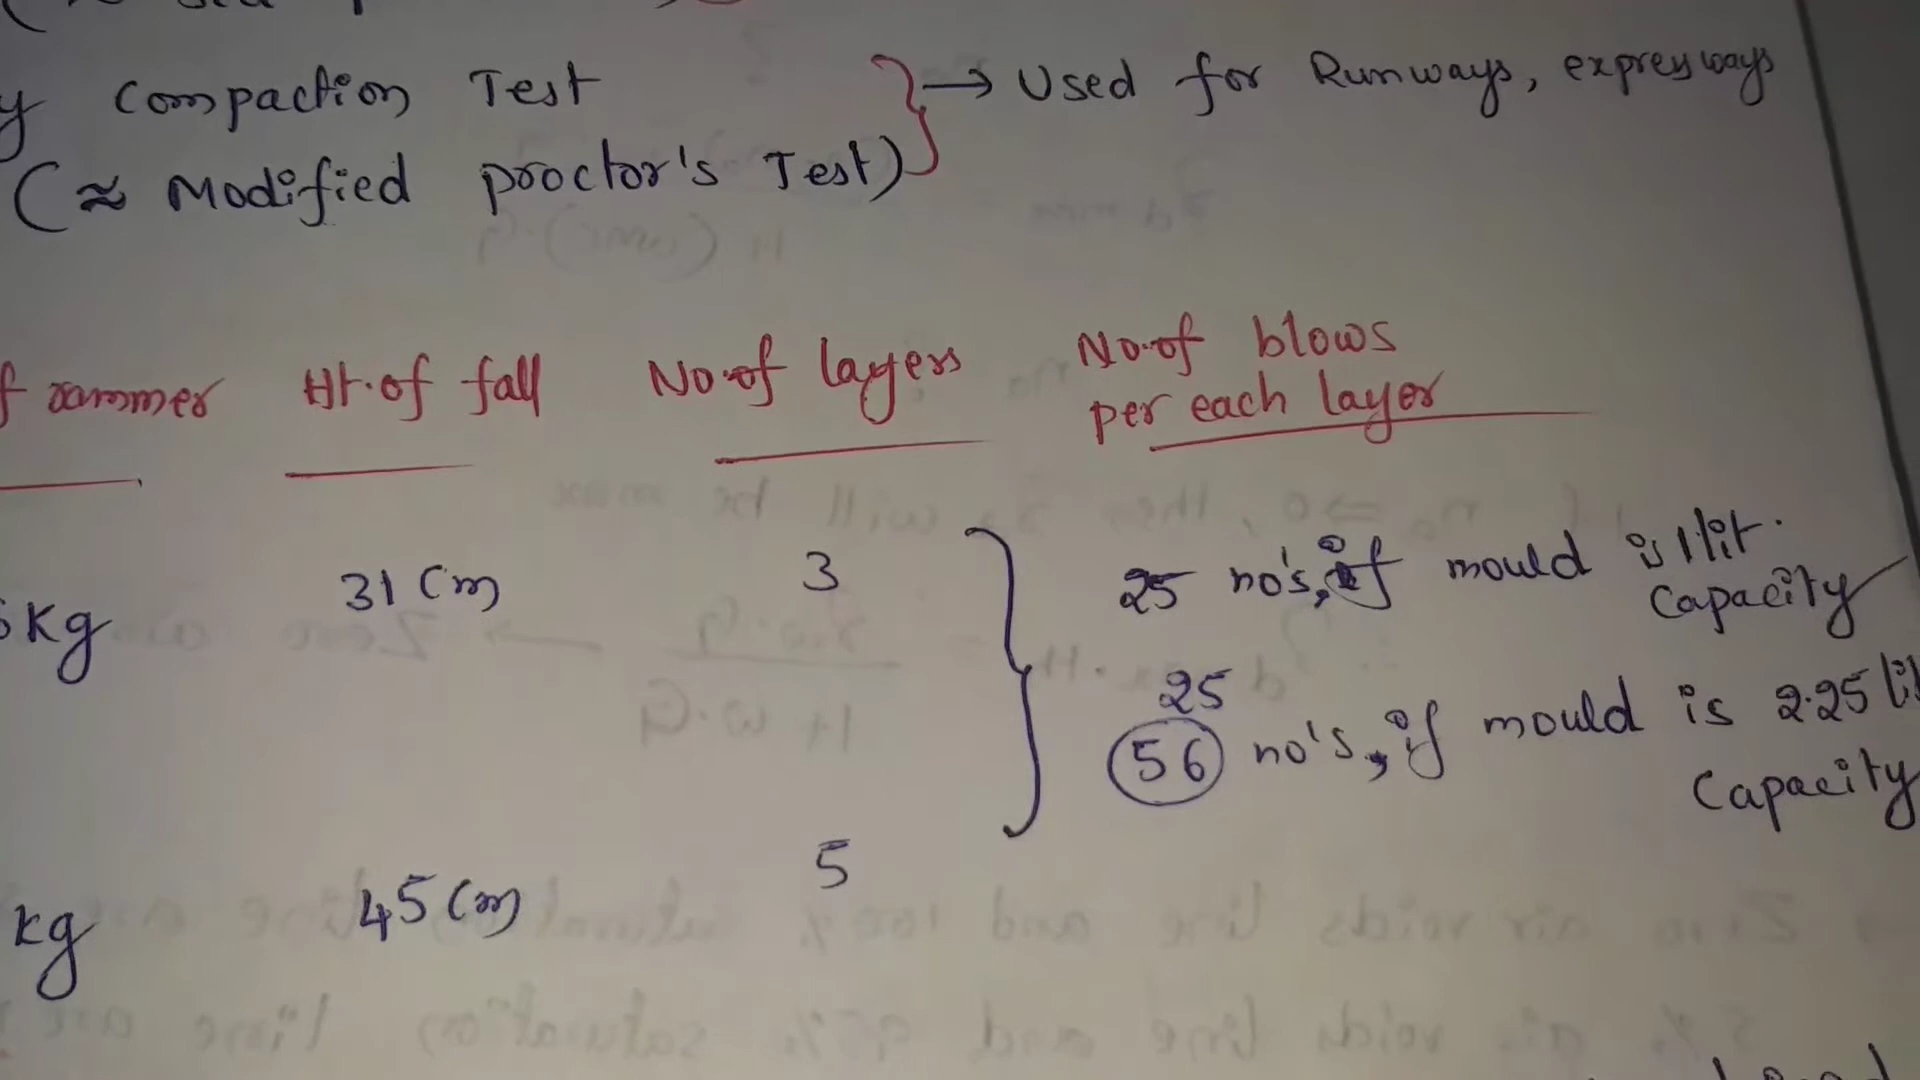 y Compaction Test → Used for Runways, expressways
(≈ Modified proctor's Test)
f rammer Ht. of fall No. of layers No. of blows
per each layer
Kg 31 Cm 3 25 no's, if mould is 1 lit.
Capacity
25
56 no's, if mould is 2.25 li
Capacity
kg 45 Cm 5